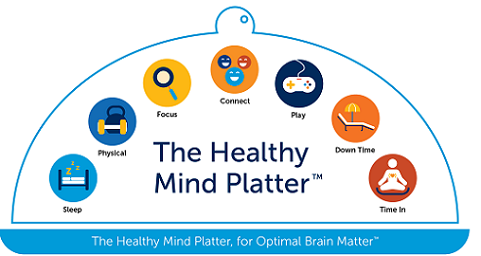 Connect
Focus
Play
Physical
Down Time
Sleep
Time In
The Healthy
Mind Platter™
The Healthy Mind Platter, for Optimal Brain Matter™